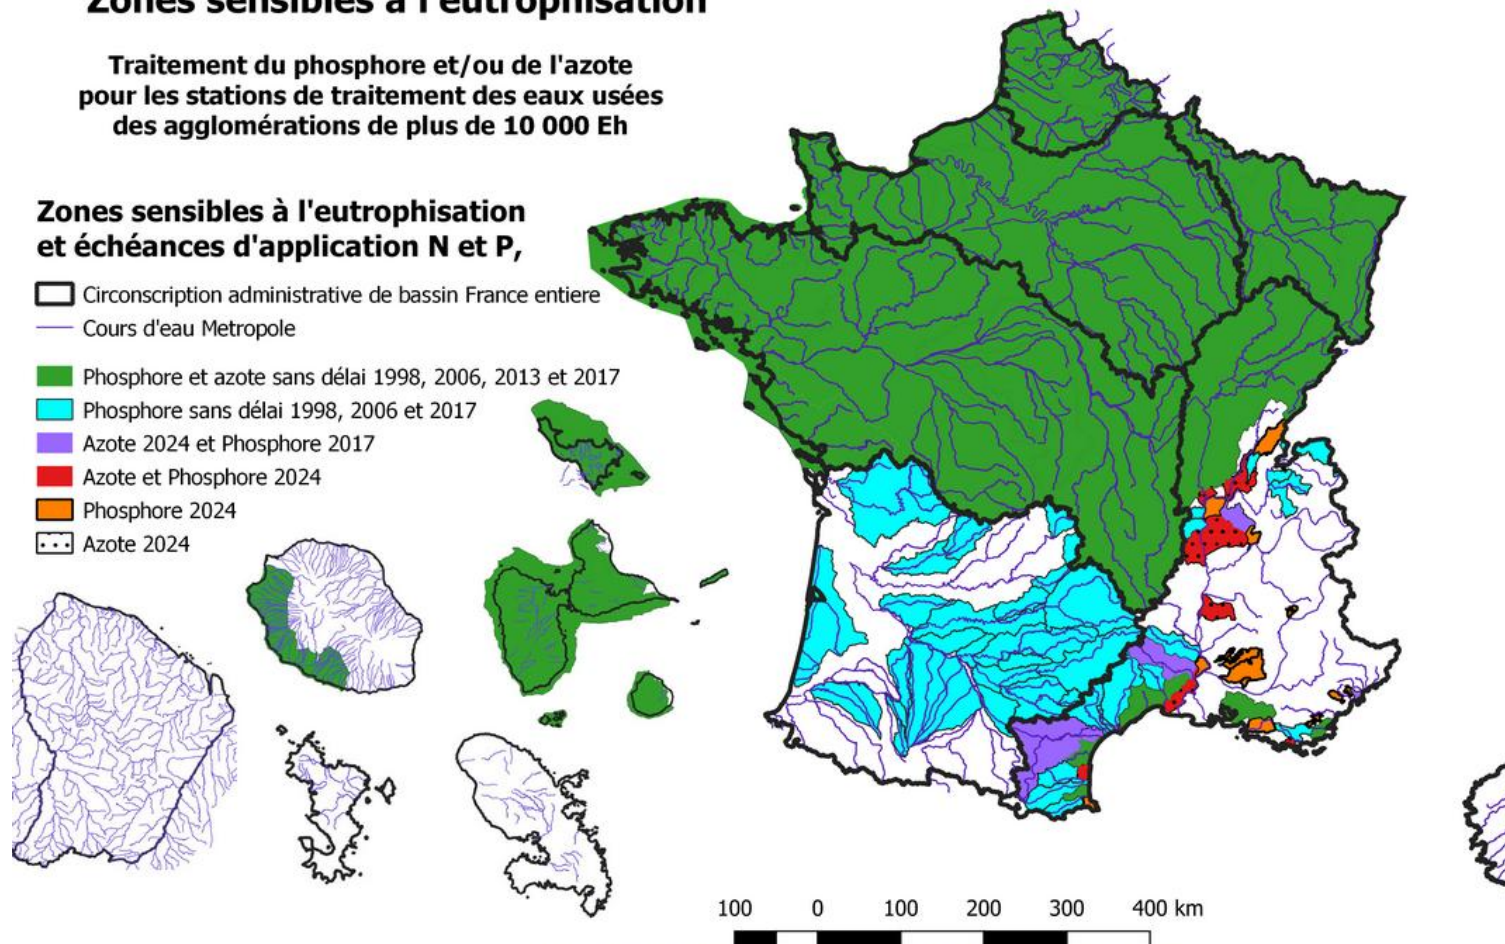 Zones sensibles à l'eutrophisation
Traitement du phosphore et/ou de l'azote
pour les stations de traitement des eaux usées
des agglomérations de plus de 10 000 Eh
Zones sensibles à l'eutrophisation
et échéances d'application N et P,
Circonscription administrative de bassin France entiere
Cours d'eau Metropole
Phosphore et azote sans délai 1998, 2006, 2013 et 2017
Phosphore sans délai 1998, 2006 et 2017
Azote 2024 et Phosphore 2017
Azote et Phosphore 2024
Phosphore 2024
Azote 2024
100 0 100 200 300 400 km